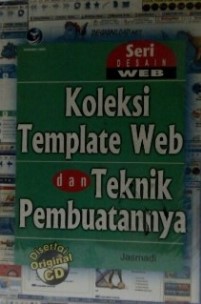 Seri
DESAIN
WEB
Koleksi
Template Web
dan Teknik
Pembuatannya
Disertai
Original
CD
Jasmadi